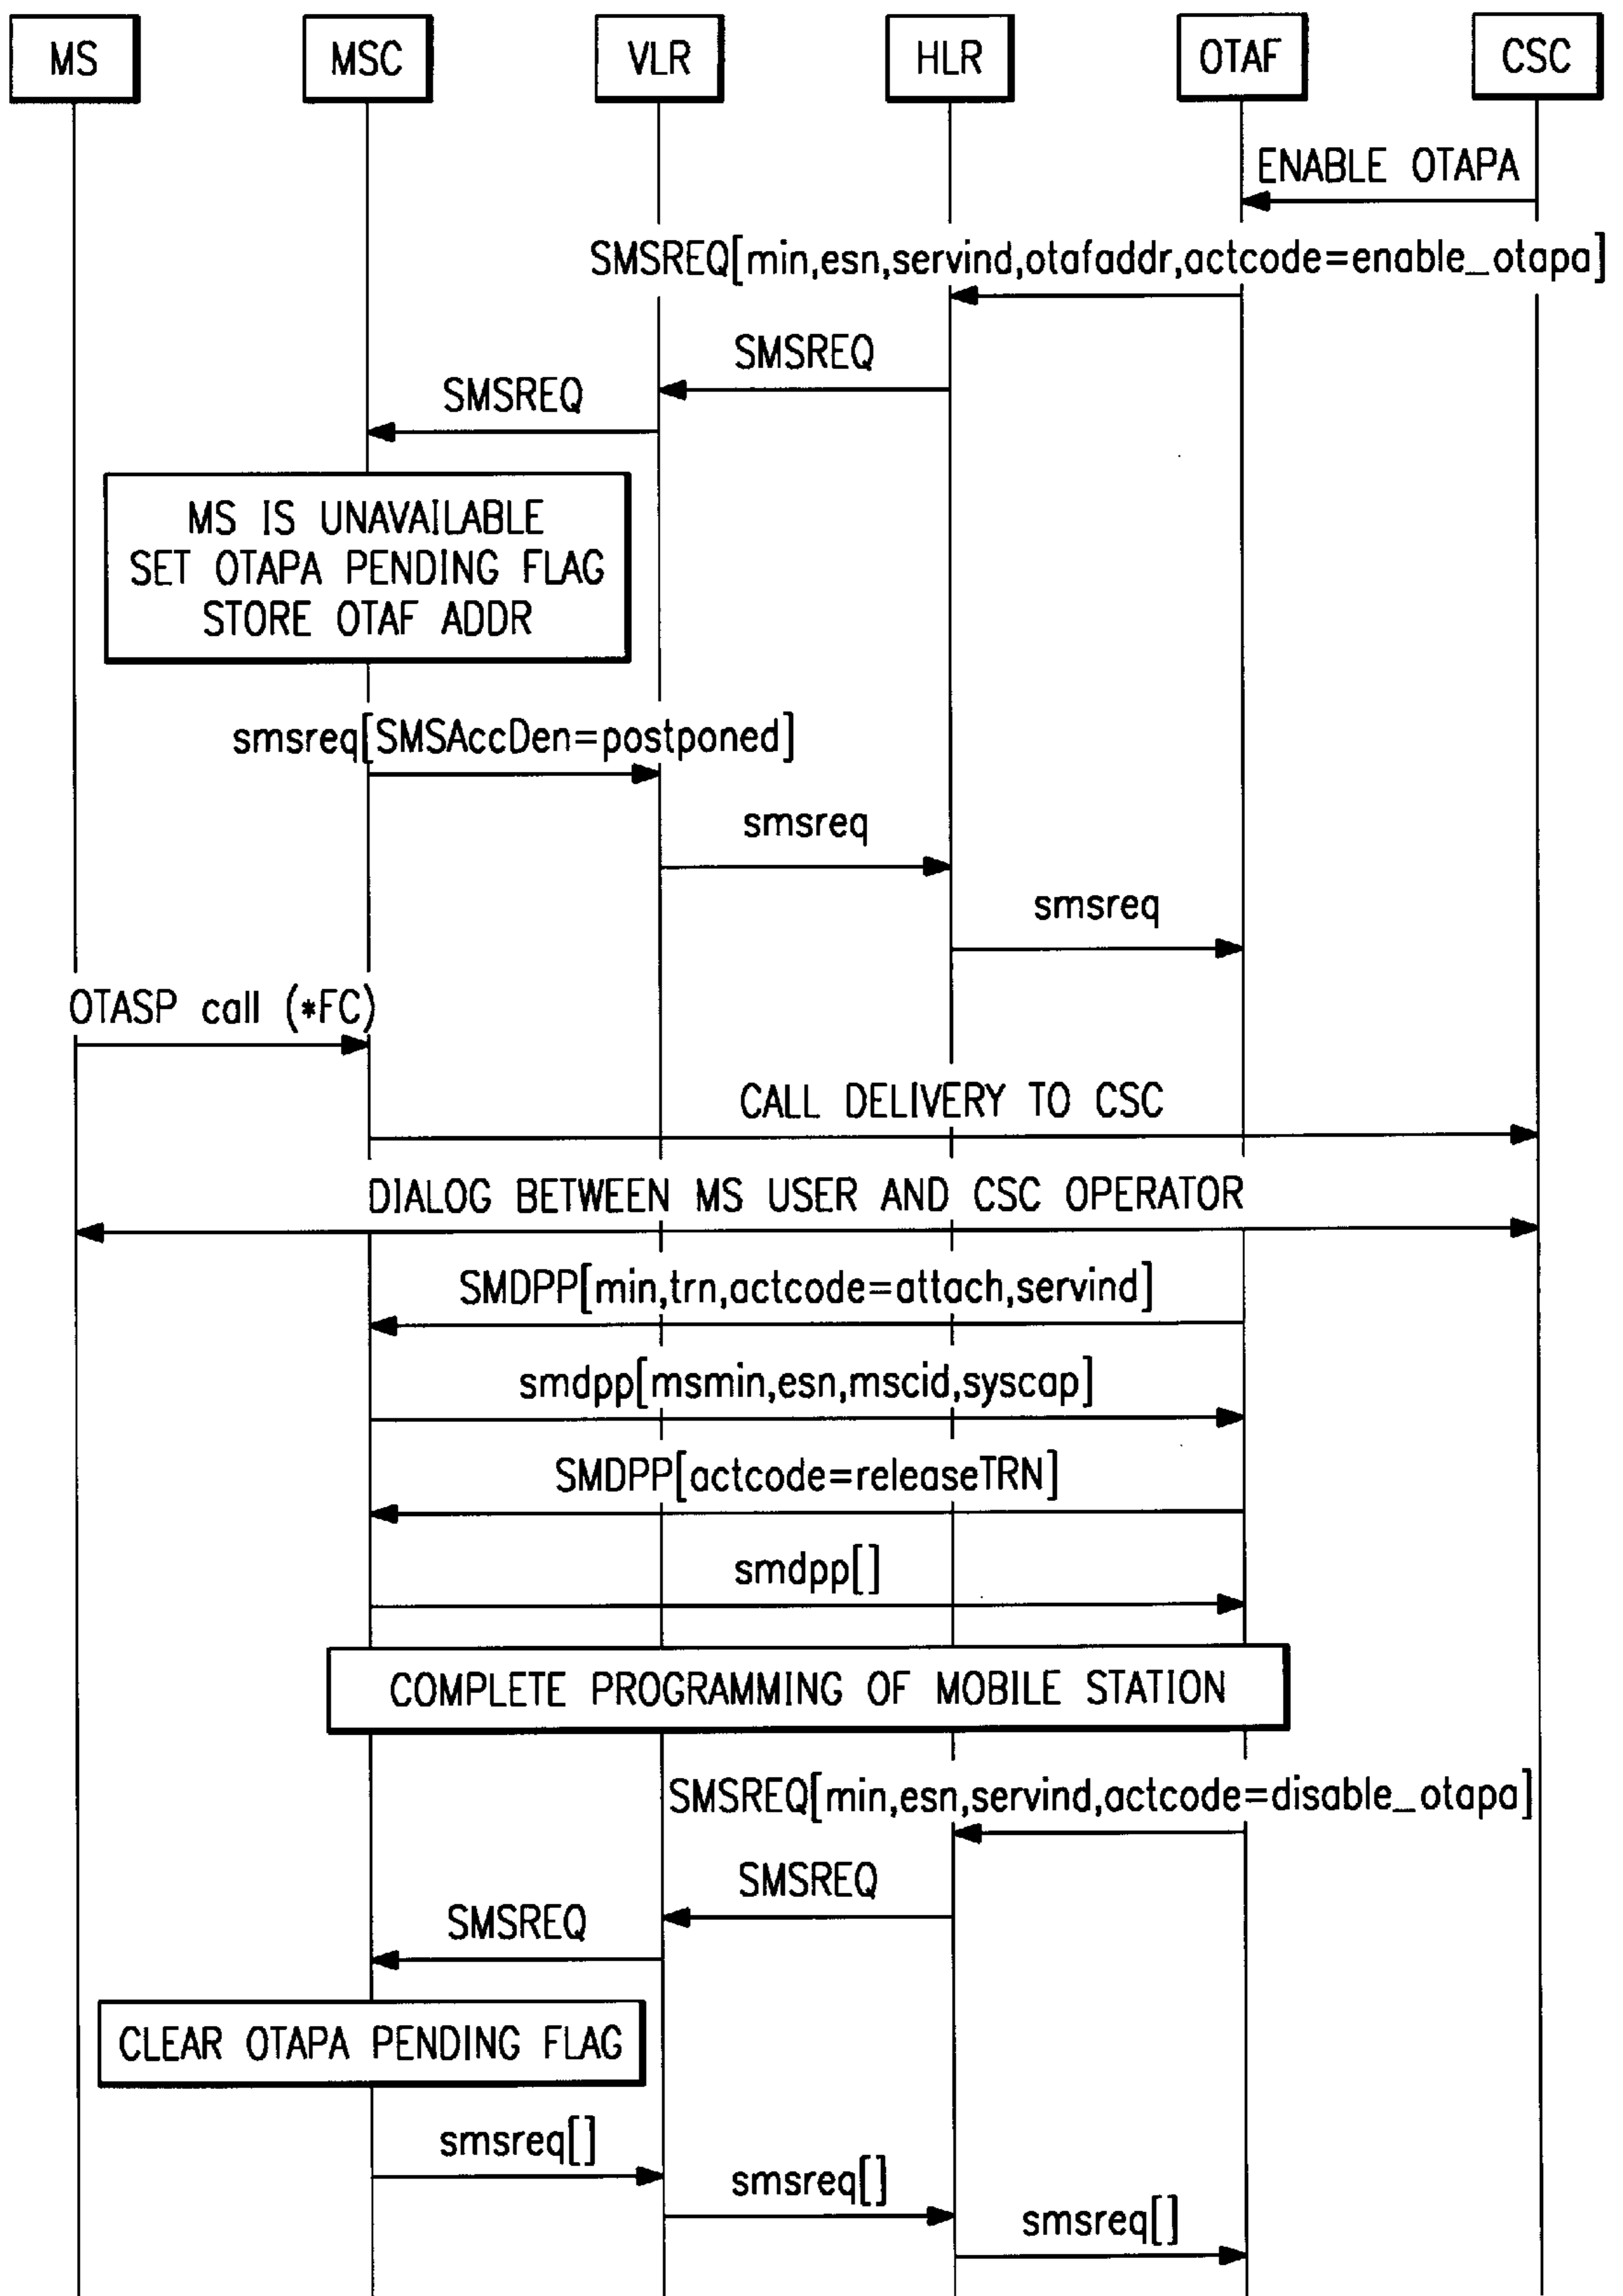 MS
MSC
VLR
HLR
OTAF
CSC
ENABLE OTAPA
SMSREQ[min,esn,servind,otafaddr,actcode=enable_otapa]
SMSREQ
SMSREQ
MS IS UNAVAILABLE
SET OTAPA PENDING FLAG
STORE OTAF ADDR
smsreq[SMSAccDen=postponed]
smsreq
smsreq
OTASP call (*FC)
CALL DELIVERY TO CSC
DIALOG BETWEEN MS USER AND CSC OPERATOR
SMDPP[min,trn,actcode=attach,servind]
smdpp[msmin,esn,mscid,syscap]
SMDPP[actcode=releaseTRN]
smdpp[]
COMPLETE PROGRAMMING OF MOBILE STATION
SMSREQ[min,esn,servind,actcode=disable_otapa]
SMSREQ
SMSREQ
CLEAR OTAPA PENDING FLAG
smsreq[]
smsreq[]
smsreq[]